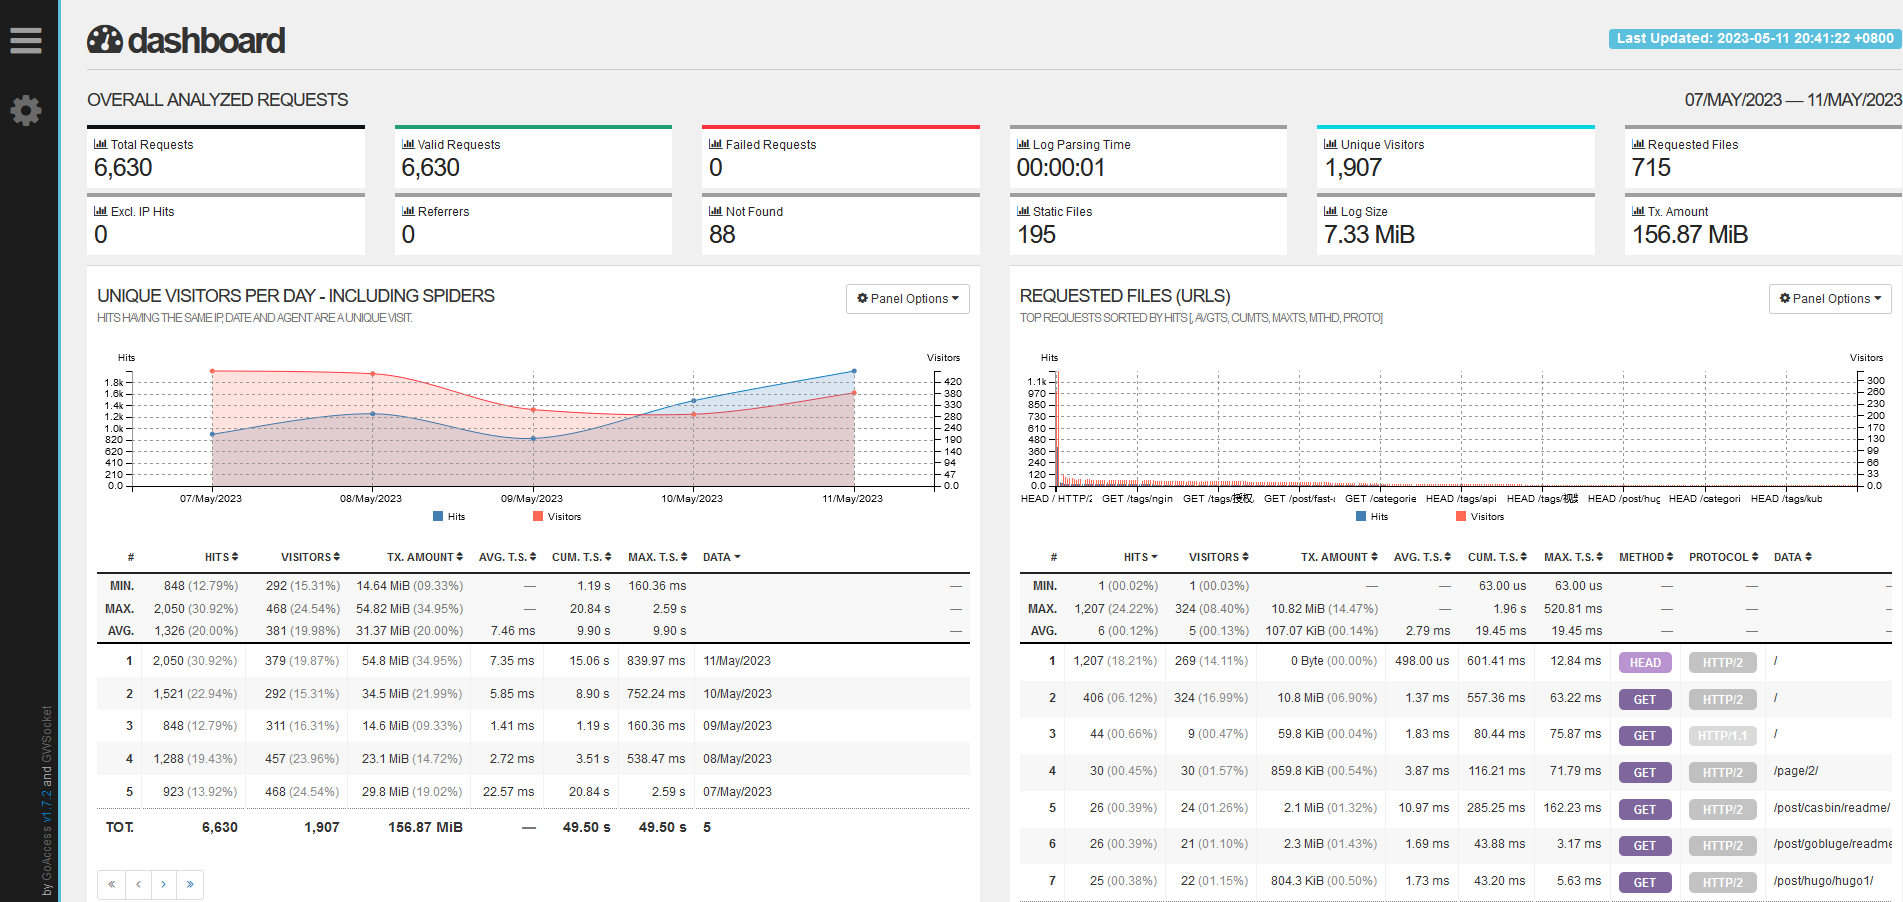 dashboard
Last Updated: 2023-05-11 20:41:22 +0800
OVERALL ANALYZED REQUESTS
07/MAY/2023 — 11/MAY/2023
Total Requests
6,630
Valid Requests
6,630
Failed Requests
0
Log Parsing Time
00:00:01
Unique Visitors
1,907
Requested Files
715
Excl. IP Hits
0
Referrers
0
Not Found
88
Static Files
195
Log Size
7.33 MiB
Tx. Amount
156.87 MiB
UNIQUE VISITORS PER DAY - INCLUDING SPIDERS
Panel Options
HITS HAVING THE SAME IP, DATE AND AGENT ARE A UNIQUE VISIT.
Hits
Visitors
1.8k
1.6k
1.4k
1.2k
1.0k
820
620
410
210
0.0
420
380
330
280
240
190
140
94
47
0.0
07/May/2023 08/May/2023 09/May/2023 10/May/2023 11/May/2023
Hits Visitors
# HITS VISITORS TX. AMOUNT AVG. T.S. CUM. T.S. MAX. T.S. DATA
MIN. 848 (12.79%) 292 (15.31%) 14.64 MiB (09.33%) — 1.19 s 160.36 ms —
MAX. 2,050 (30.92%) 468 (24.54%) 54.82 MiB (34.95%) — 20.84 s 2.59 s —
AVG. 1,326 (20.00%) 381 (19.98%) 31.37 MiB (20.00%) 7.46 ms 9.90 s 9.90 s —
1 2,050 (30.92%) 379 (19.87%) 54.8 MiB (34.95%) 7.35 ms 15.06 s 839.97 ms 11/May/2023
2 1,521 (22.94%) 292 (15.31%) 34.5 MiB (21.99%) 5.85 ms 8.90 s 752.24 ms 10/May/2023
3 848 (12.79%) 311 (16.31%) 14.6 MiB (09.33%) 1.41 ms 1.19 s 160.36 ms 09/May/2023
4 1,288 (19.43%) 457 (23.96%) 23.1 MiB (14.72%) 2.72 ms 3.51 s 538.47 ms 08/May/2023
5 923 (13.92%) 468 (24.54%) 29.8 MiB (19.02%) 22.57 ms 20.84 s 2.59 s 07/May/2023
TOT. 6,630 1,907 156.87 MiB — 49.50 s 49.50 s 5
« ‹ › »
REQUESTED FILES (URLS)
Panel Options
TOP REQUESTS SORTED BY HITS [, AVGTS, CUMTS, MAXTS, MTHD, PROTO]
Hits
Visitors
1.1k
970
850
730
610
480
360
240
120
0.0
300
260
230
200
170
130
99
66
33
0.0
HEAD / HTTP/2 GET /tags/ngin GET /tags/授权 GET /post/fast- GET /categorie HEAD /tags/api HEAD /tags/视 HEAD /post/hug HEAD /categori HEAD /tags/kub
Hits Visitors
# HITS VISITORS TX. AMOUNT AVG. T.S. CUM. T.S. MAX. T.S. METHOD PROTOCOL DATA
MIN. 1 (00.02%) 1 (00.03%) — — 63.00 us 63.00 us — — —
MAX. 1,207 (24.22%) 324 (08.40%) 10.82 MiB (14.47%) — 1.96 s 520.81 ms — — —
AVG. 6 (00.12%) 5 (00.13%) 107.07 KiB (00.14%) 2.79 ms 19.45 ms 19.45 ms — — —
1 1,207 (18.21%) 269 (14.11%) 0 Byte (00.00%) 498.00 us 601.41 ms 12.84 ms HEAD HTTP/2 /
2 406 (06.12%) 324 (16.99%) 10.8 MiB (06.90%) 1.37 ms 557.36 ms 63.22 ms GET HTTP/2 /
3 44 (00.66%) 9 (00.47%) 59.8 KiB (00.04%) 1.83 ms 80.44 ms 75.87 ms GET HTTP/1.1 /
4 30 (00.45%) 30 (01.57%) 859.8 KiB (00.54%) 3.87 ms 116.21 ms 71.79 ms GET HTTP/2 /page/2/
5 26 (00.39%) 24 (01.26%) 2.1 MiB (01.32%) 10.97 ms 285.25 ms 162.23 ms GET HTTP/2 /post/casbin/readme/
6 26 (00.39%) 21 (01.10%) 2.3 MiB (01.43%) 1.69 ms 43.88 ms 3.17 ms GET HTTP/2 /post/gobluge/readme
7 25 (00.38%) 22 (01.15%) 804.3 KiB (00.50%) 1.73 ms 43.20 ms 5.63 ms GET HTTP/2 /post/hugo/hugo1/
by GoAccess v1.7.2 and GWSocket